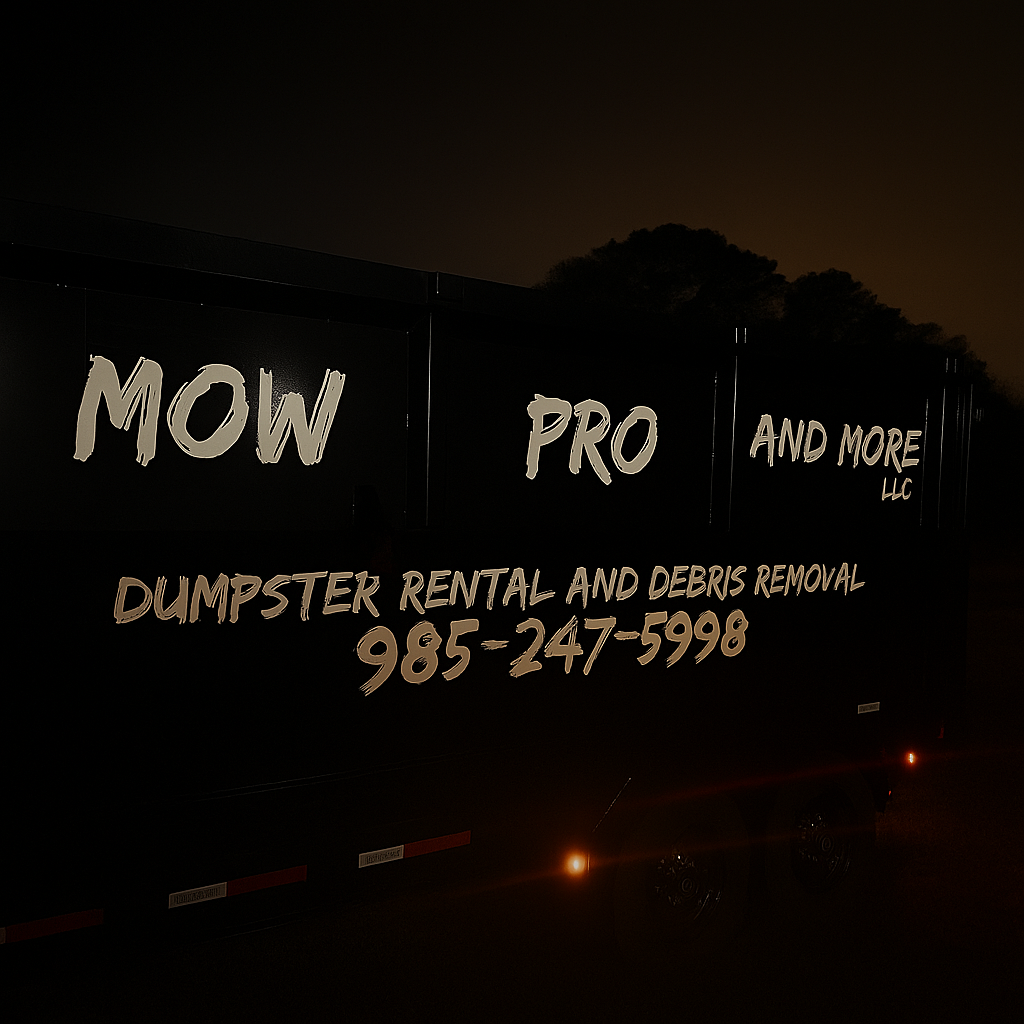 MOW PRO AND MORE
LLC
DUMPSTER RENTAL AND DEBRIS REMOVAL
985-247-5998